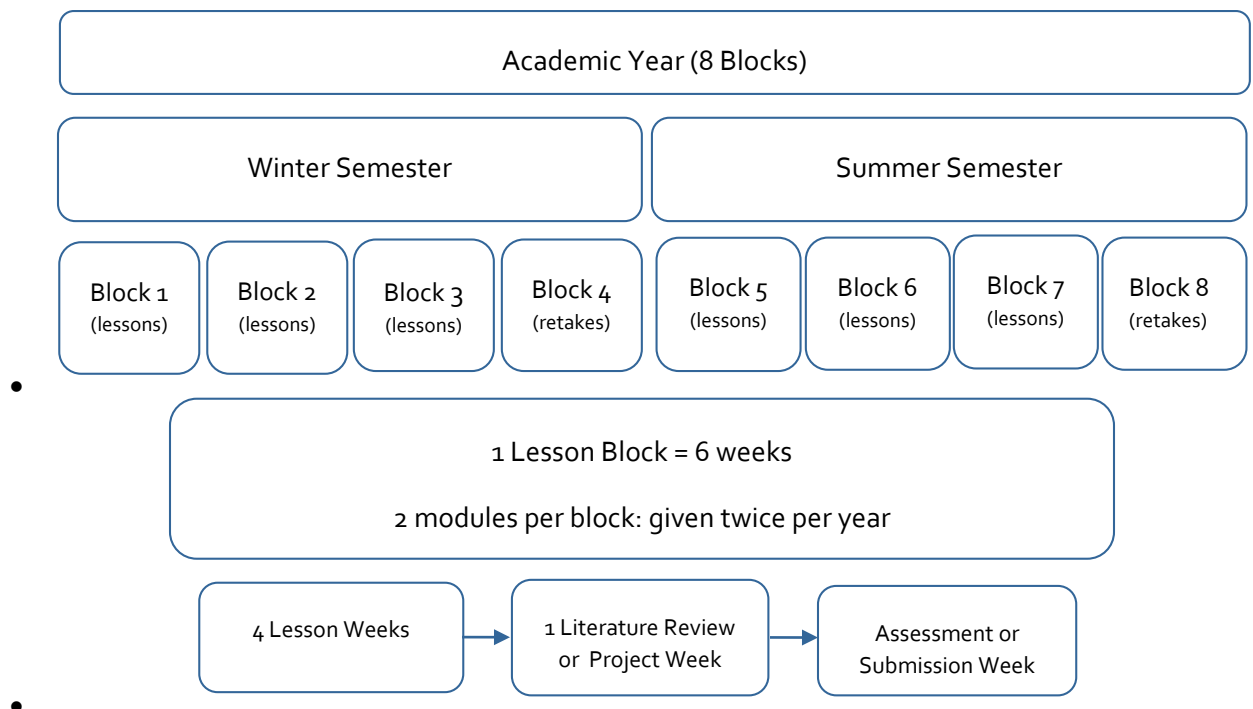 Academic Year (8 Blocks)
Winter Semester
Summer Semester
Block 1
(lessons)
Block 2
(lessons)
Block 3
(lessons)
Block 4
(retakes)
Block 5
(lessons)
Block 6
(lessons)
Block 7
(lessons)
Block 8
(retakes)
1 Lesson Block = 6 weeks
2 modules per block: given twice per year
4 Lesson Weeks
1 Literature Review
or Project Week
Assessment or
Submission Week